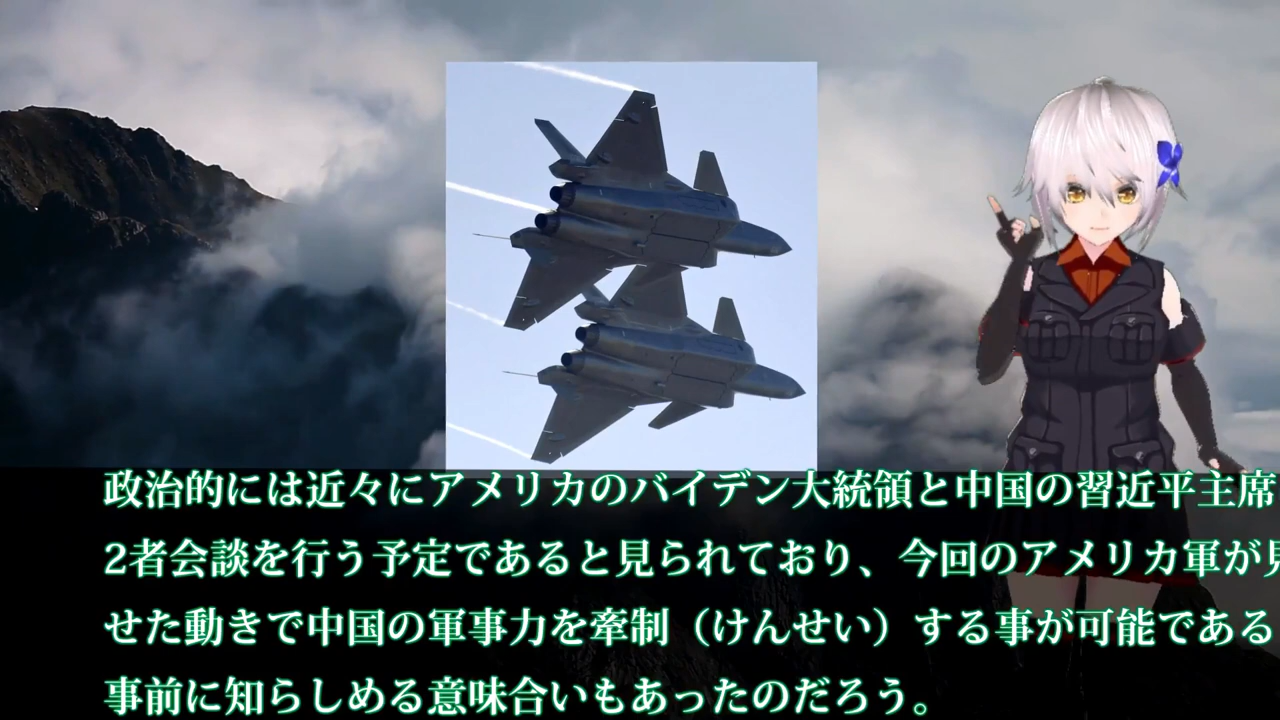 政治的には近々にアメリカのバイデン大統領と中国の習近平主席
2者会談を行う予定であると見られており、今回のアメリカ軍が見
せた動きで中国の軍事力を牽制（けんせい）する事が可能である
事前に知らしめる意味合いもあったのだろう。